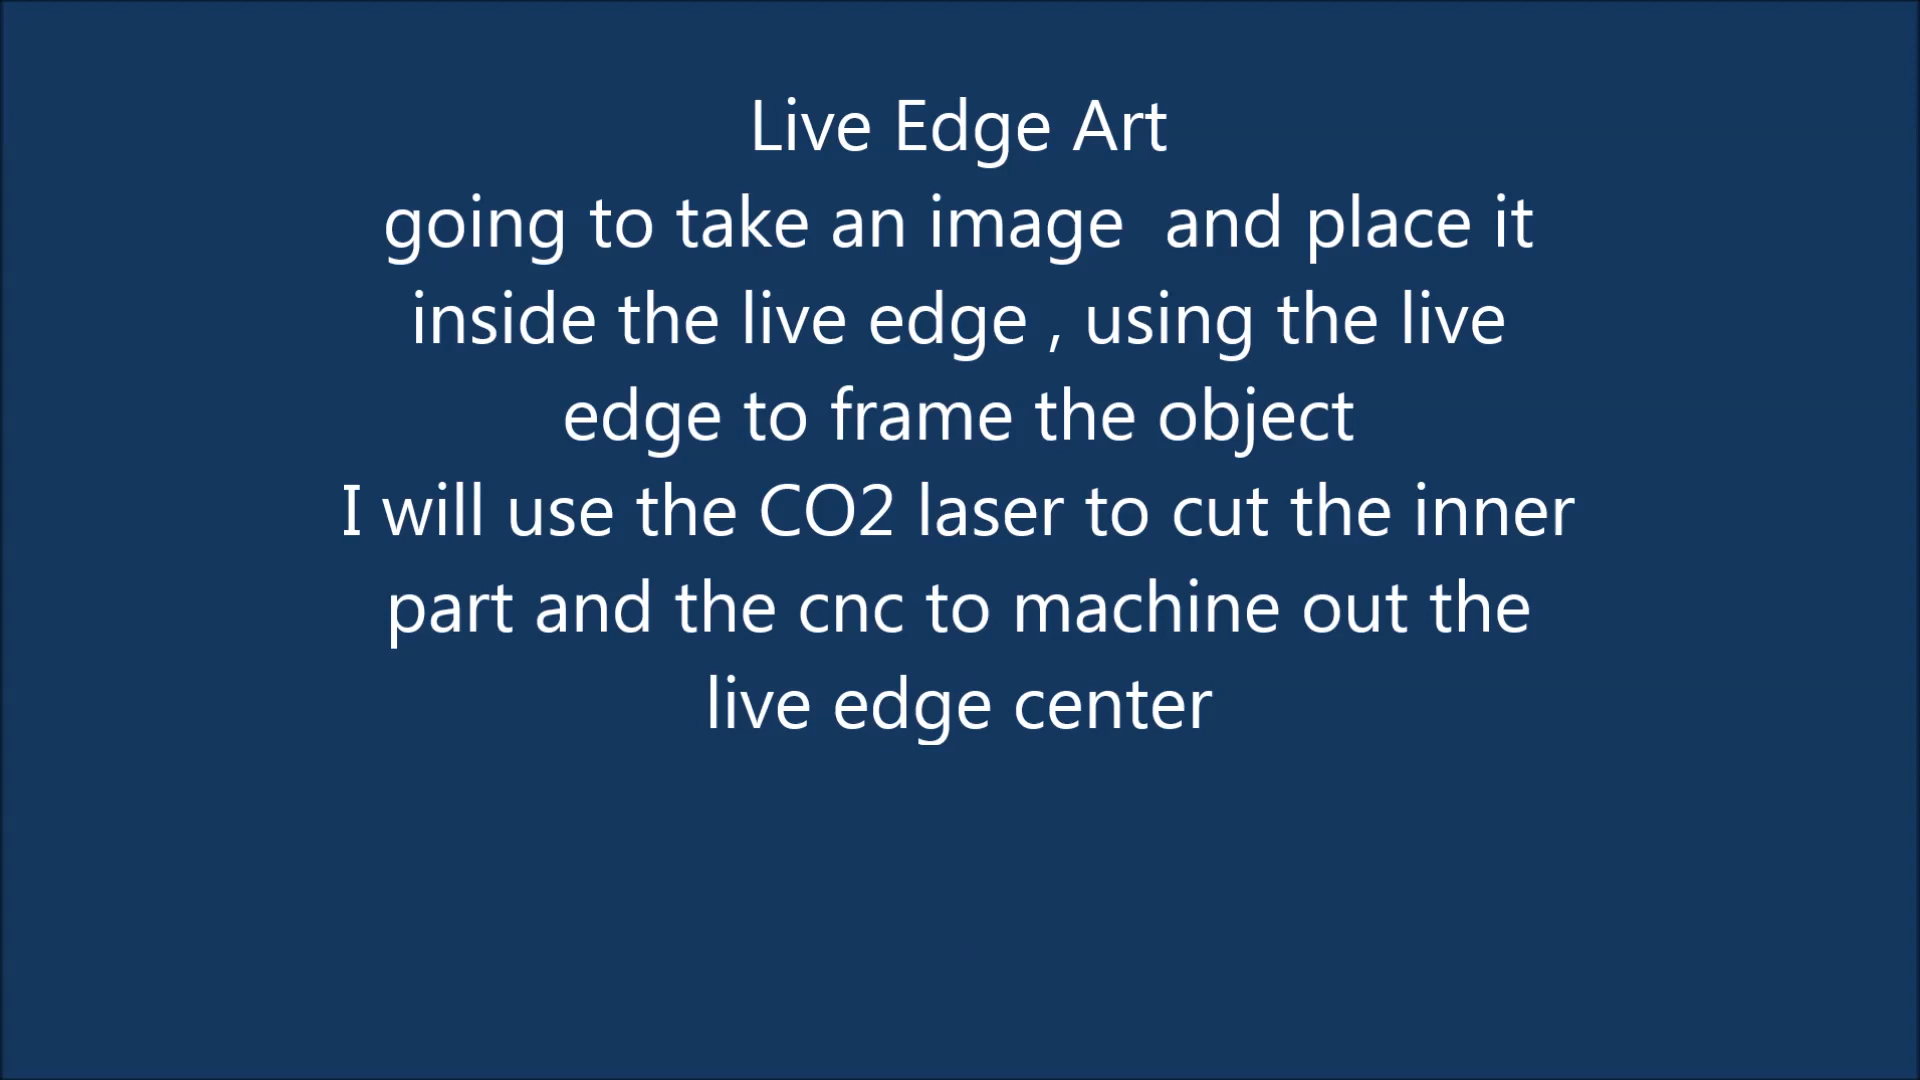 Live Edge Art
going to take an image  and place it
inside the live edge , using the live
edge to frame the object
I will use the CO2 laser to cut the inner
part and the cnc to machine out the
live edge center